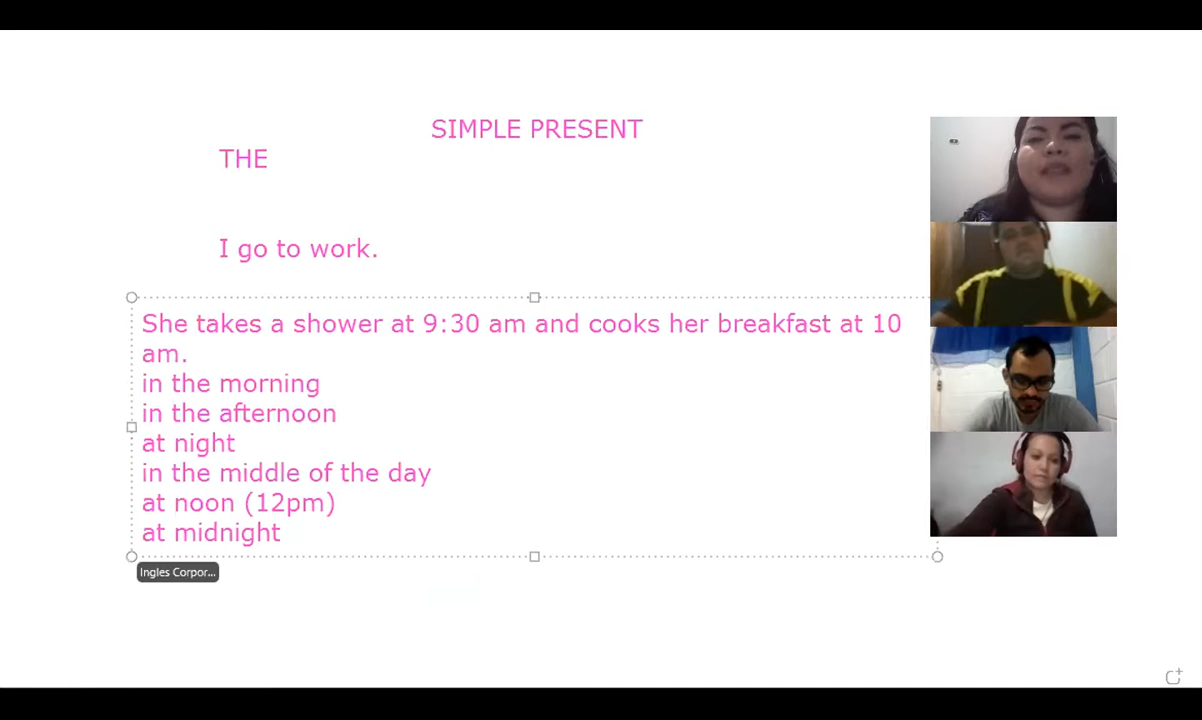 SIMPLE PRESENT
THE
I go to work.
She takes a shower at 9:30 am and cooks her breakfast at 10
am.
in the morning
in the afternoon
at night
in the middle of the day
at noon (12pm)
at midnight
Ingles Corpor...